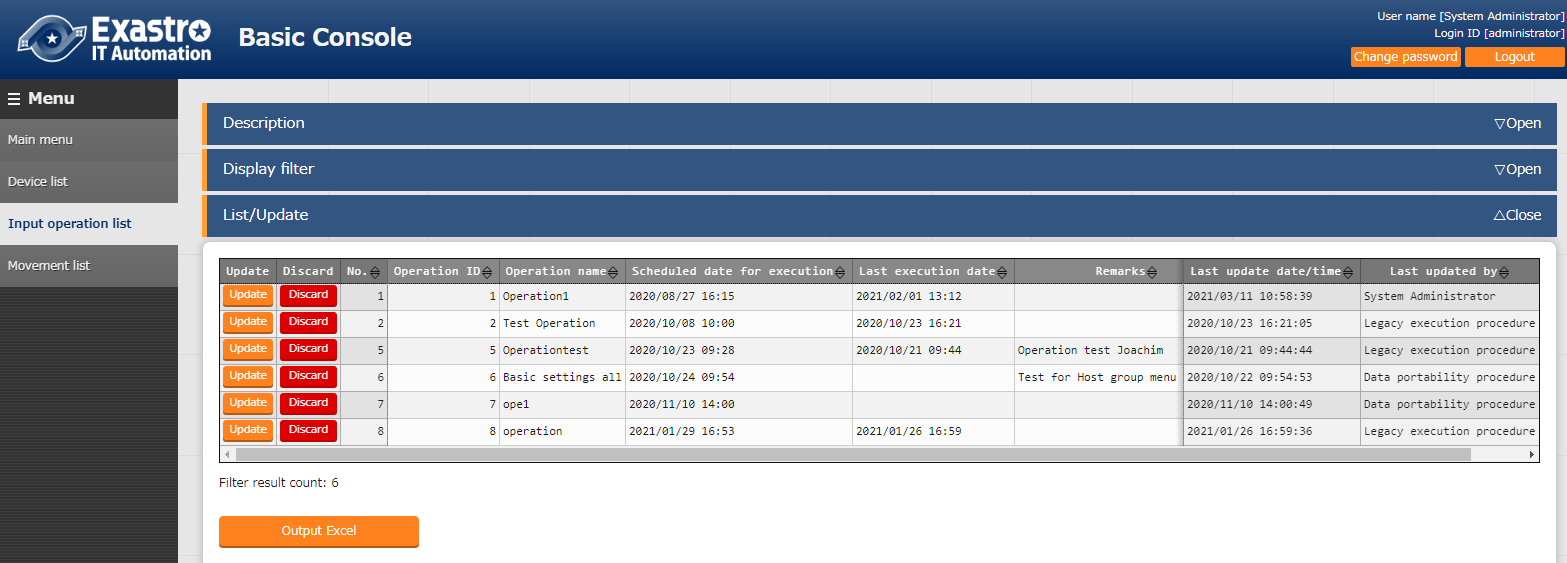 Exastro
IT Automation
Basic Console
User name [System Administrator]
Login ID [administrator]
Change password Logout
Menu
Main menu
Device list
Input operation list
Movement list
Description ▽Open
Display filter ▽Open
List/Update △Close
Update Discard No. Operation ID Operation name Scheduled date for execution Last execution date Remarks Last update date/time Last updated by
Update Discard 1 1 Operation1 2020/08/27 16:15 2021/02/01 13:12 2021/03/11 10:58:39 System Administrator
Update Discard 2 2 Test Operation 2020/10/08 10:00 2020/10/23 16:21 2020/10/23 16:21:05 Legacy execution procedure
Update Discard 5 5 Operationtest 2020/10/23 09:28 2020/10/21 09:44 Operation test Joachim 2020/10/21 09:44:44 Legacy execution procedure
Update Discard 6 6 Basic settings all 2020/10/24 09:54 Test for Host group menu 2020/10/22 09:54:53 Data portability procedure
Update Discard 7 7 ope1 2020/11/10 14:00 2020/11/10 14:00:49 Data portability procedure
Update Discard 8 8 operation 2021/01/29 16:53 2021/01/26 16:59 2021/01/26 16:59:36 Legacy execution procedure
Filter result count: 6
Output Excel